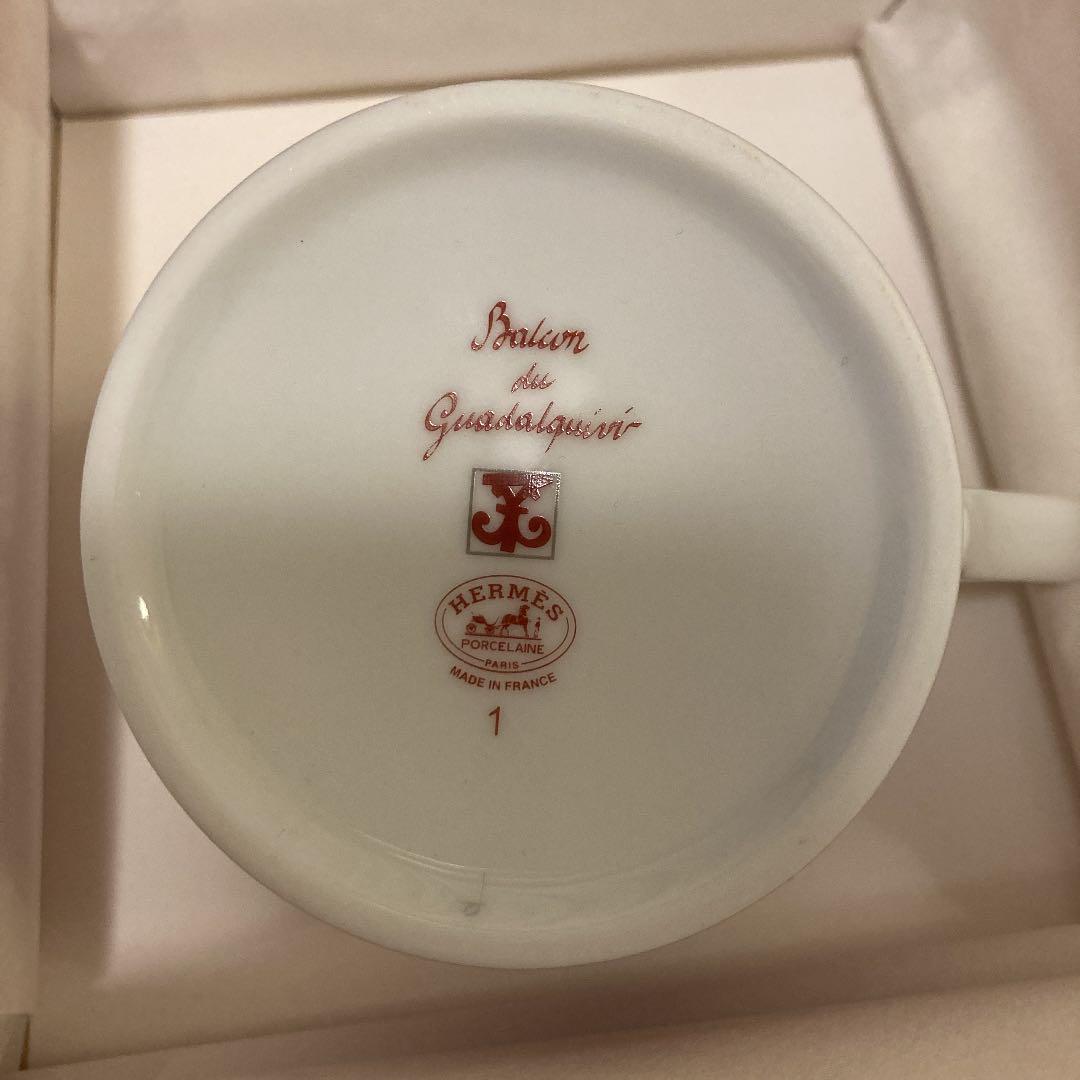 Balcon
du
Guadalquivir
HERMÈS
PORCELAINE
PARIS
MADE IN FRANCE
1